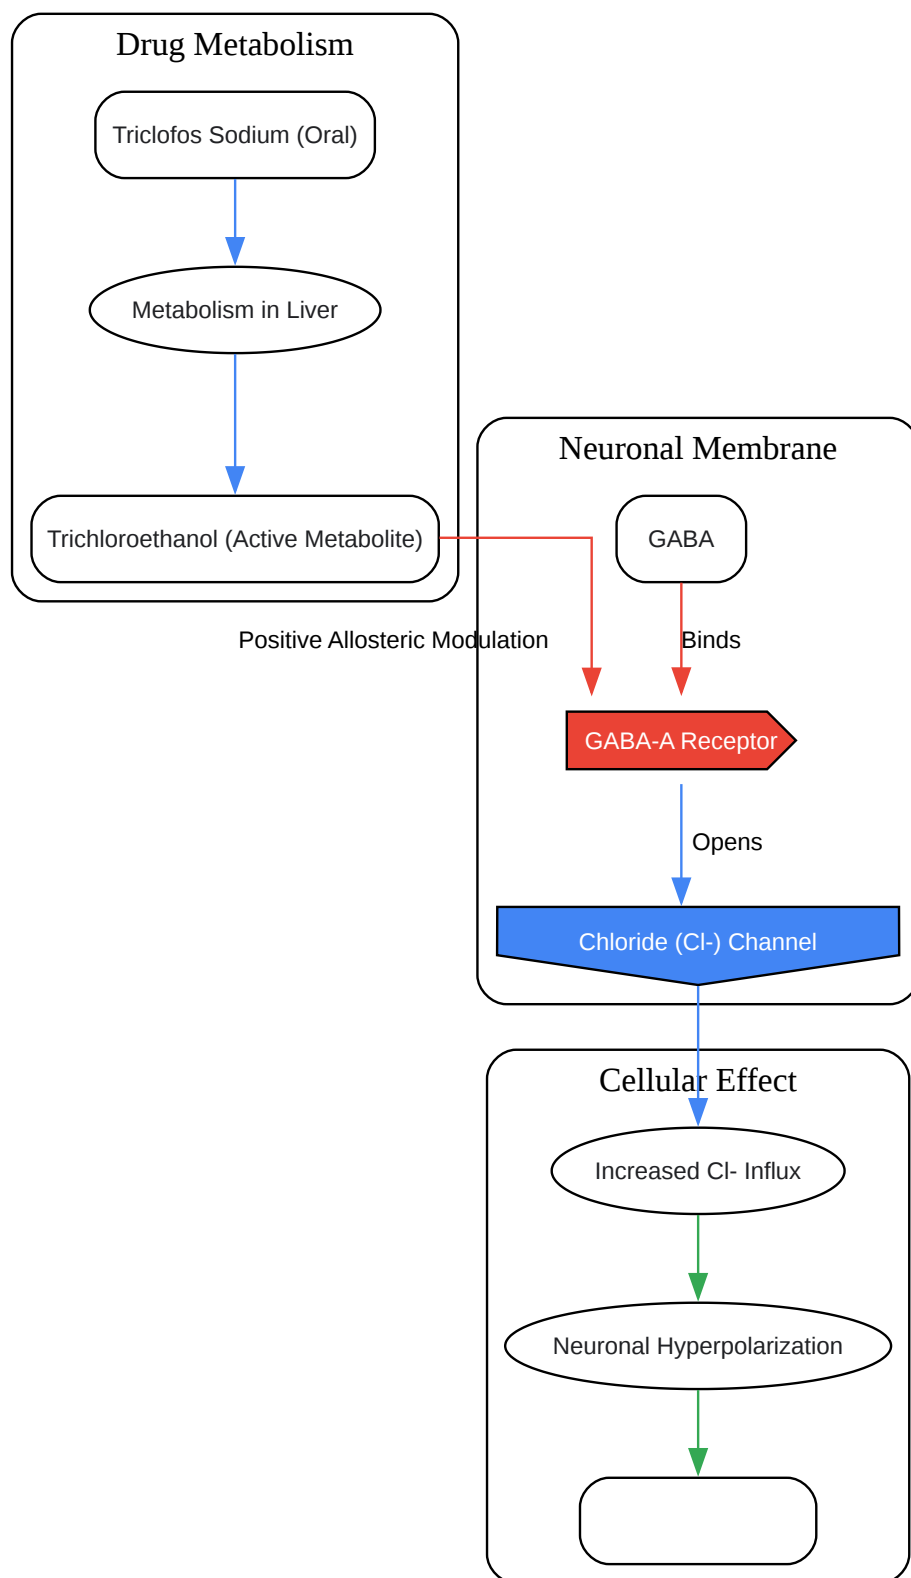 Drug Metabolism
Triclofos Sodium (Oral)
Metabolism in Liver
Trichloroethanol (Active Metabolite)
Neuronal Membrane
GABA
Positive Allosteric Modulation
Binds
GABA-A Receptor
Opens
Chloride (Cl-) Channel
Cellular Effect
Increased Cl- Influx
Neuronal Hyperpolarization